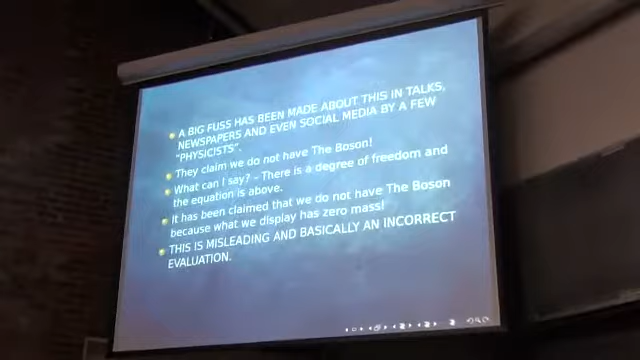 A BIG FUSS HAS BEEN MADE ABOUT THIS IN TALKS,
NEWSPAPERS AND EVEN SOCIAL MEDIA BY A FEW
"PHYSICISTS".
They claim we do not have The Boson!
What can I say? – There is a degree of freedom and
the equation is above.
It has been claimed that we do not have The Boson
because what we display has zero mass!
THIS IS MISLEADING AND BASICALLY AN INCORRECT
EVALUATION.